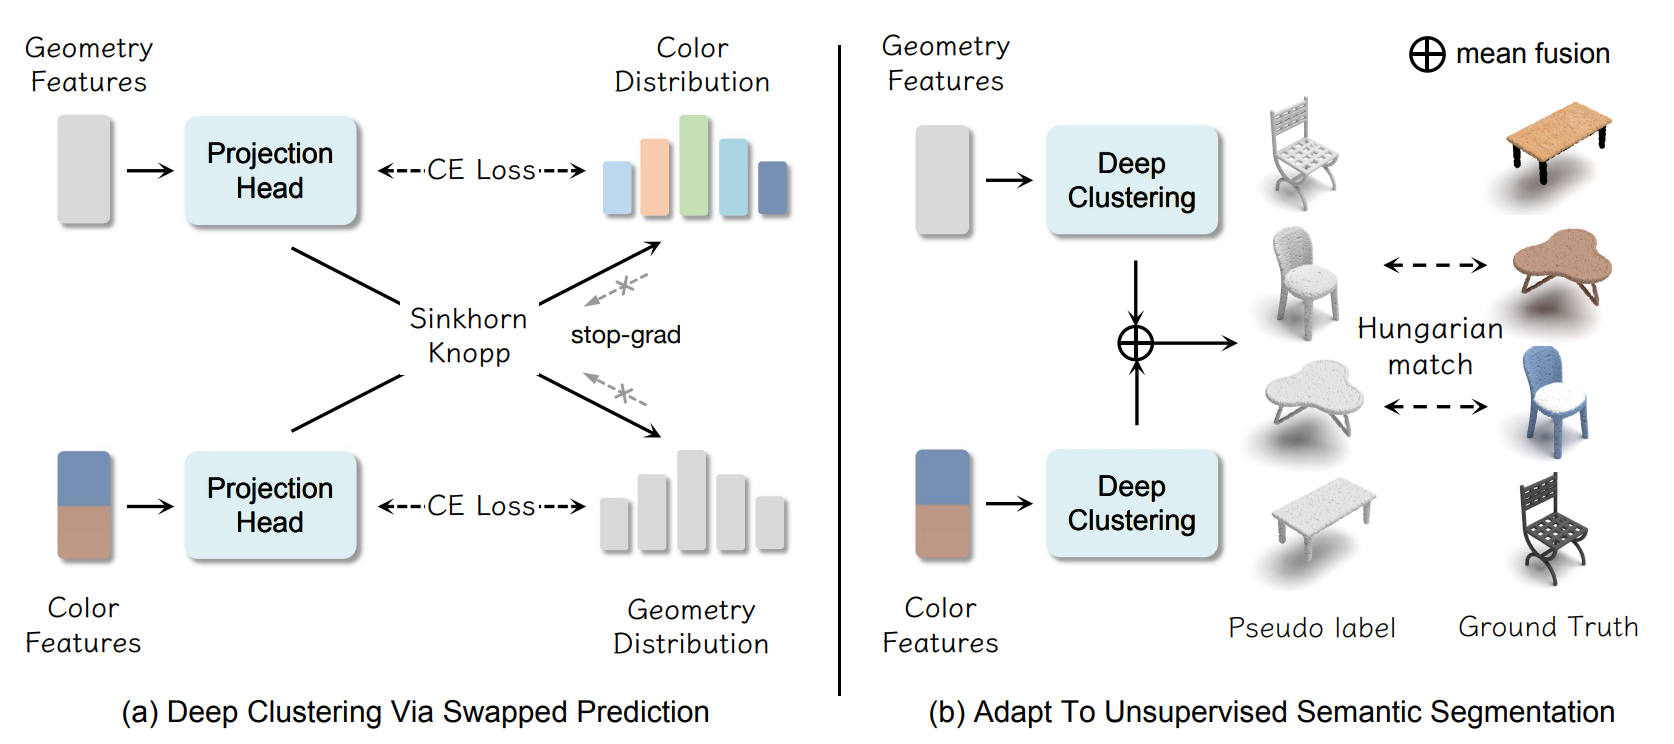 Geometry
Features
Projection
Head
CE Loss
Color
Distribution
Sinkhorn
Knopp
stop-grad
Color
Features
Projection
Head
CE Loss
Geometry
Distribution
(a) Deep Clustering Via Swapped Prediction
Geometry
Features
Deep
Clustering
mean fusion
Hungarian
match
Color
Features
Deep
Clustering
Pseudo label
Ground Truth
(b) Adapt To Unsupervised Semantic Segmentation